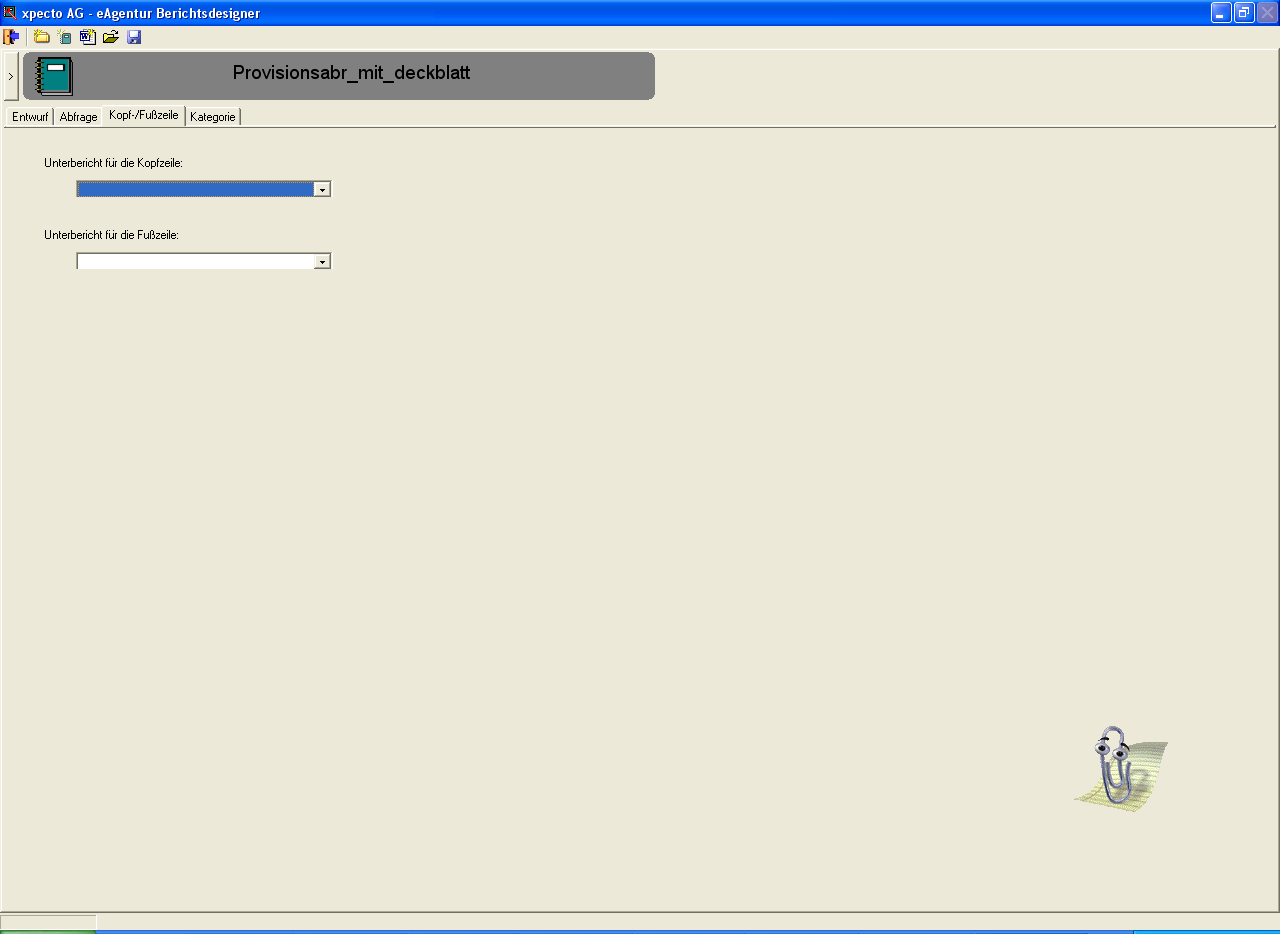 xpecto AG - eAgentur Berichtsdesigner
>
Provisionsabr_mit_deckblatt
Entwurf Abfrage Kopf-/Fußzeile Kategorie
Unterbericht für die Kopfzeile:
Unterbericht für die Fußzeile: